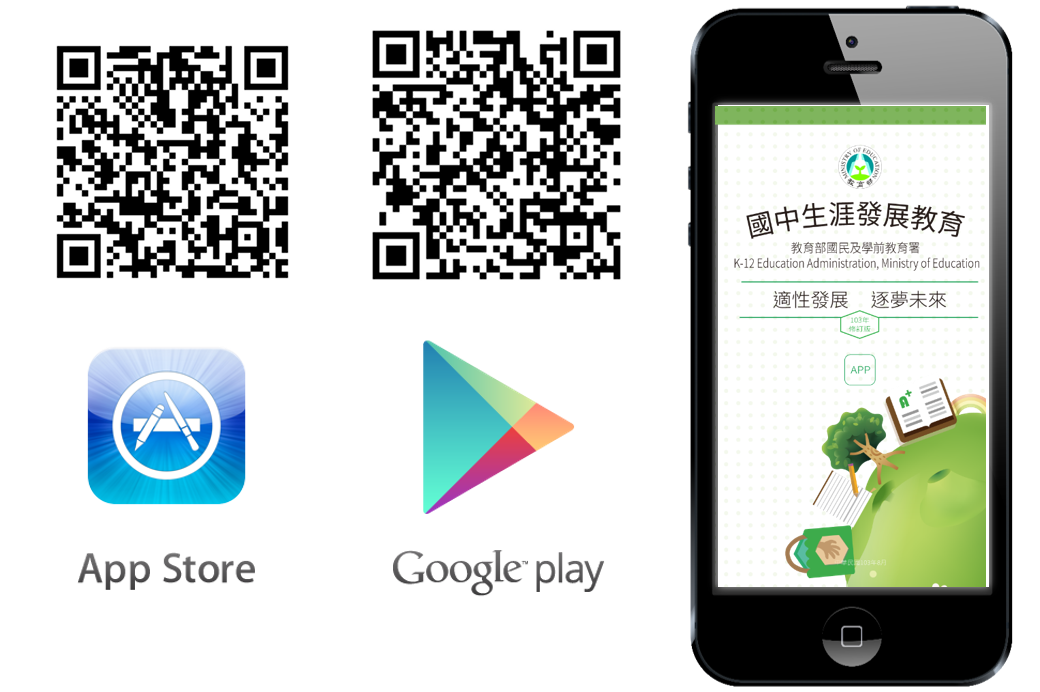 App Store
Google™ play
MINISTRY OF EDUCATION
教育部
國中生涯發展教育
教育部國民及學前教育署
K-12 Education Administration, Ministry of Education
適性發展 逐夢未來
103年
修訂版
APP
A+